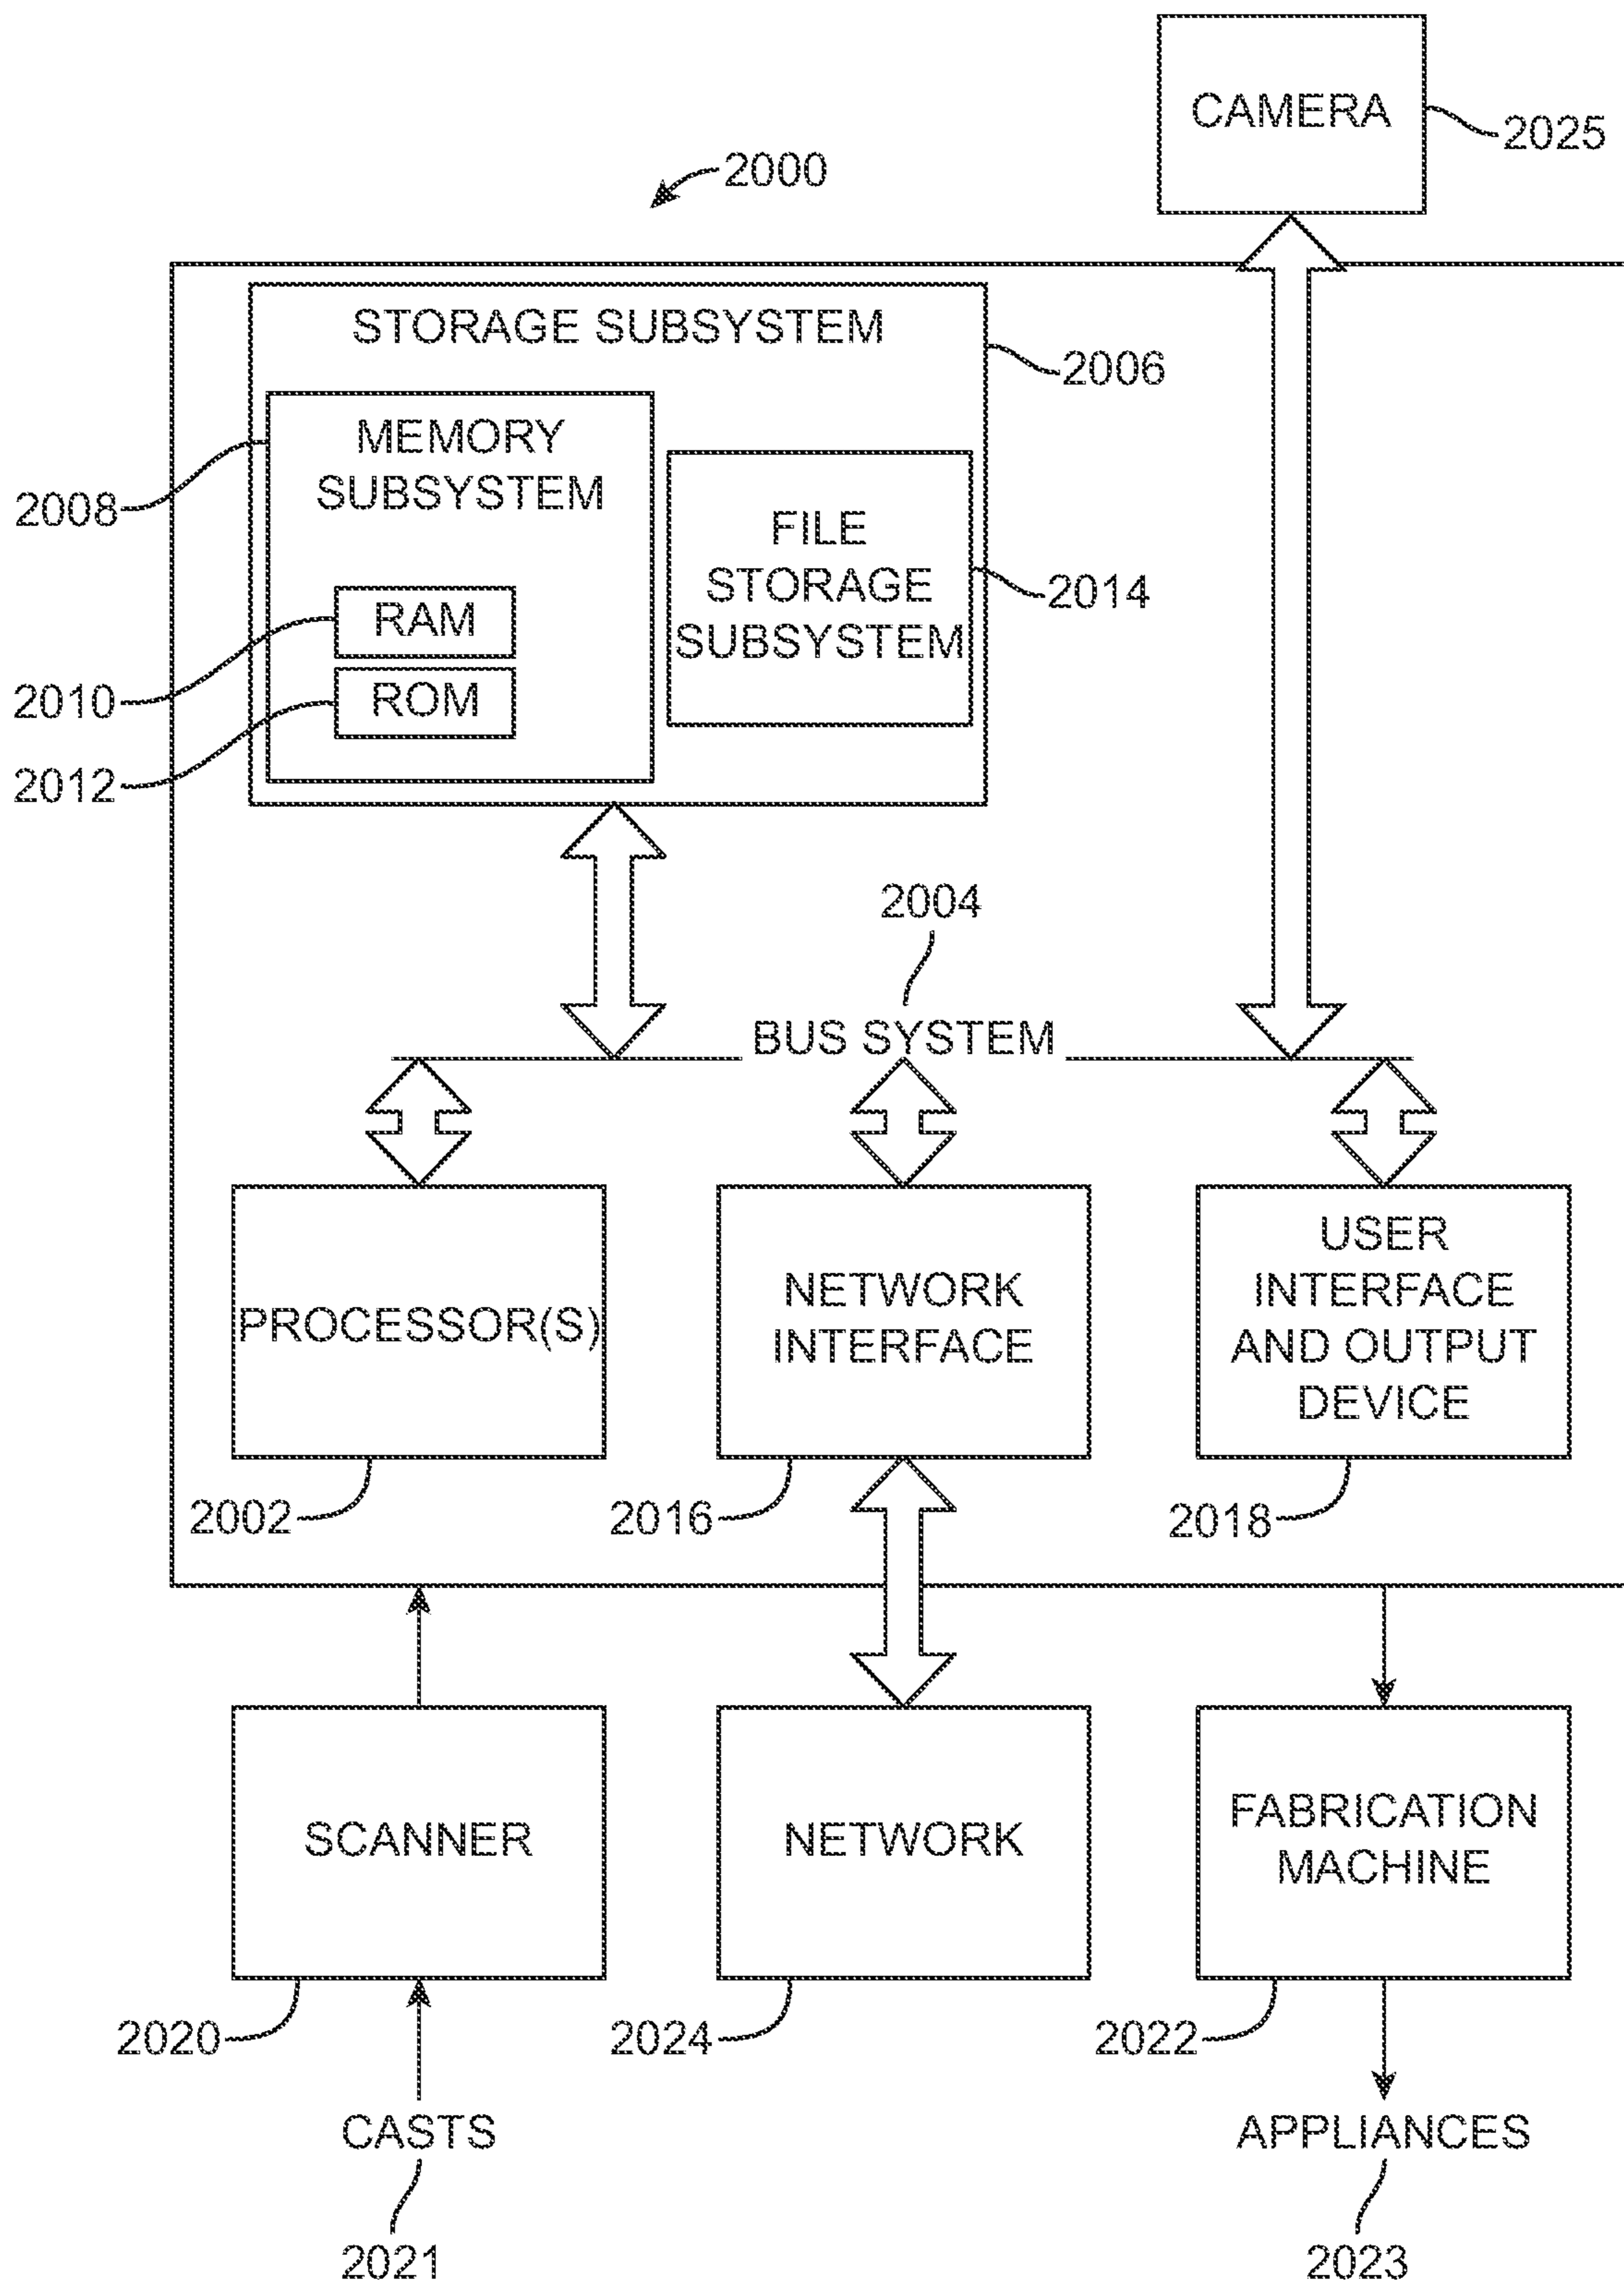 CAMERA
2025
2000
STORAGE SUBSYSTEM
2006
MEMORY
SUBSYSTEM
2008
FILE
STORAGE
SUBSYSTEM
2014
RAM
2010
ROM
2012
2004
BUS SYSTEM
PROCESSOR(S)
2002
NETWORK
INTERFACE
2016
USER
INTERFACE
AND OUTPUT
DEVICE
2018
SCANNER
2020
NETWORK
2024
FABRICATION
MACHINE
2022
CASTS
2021
APPLIANCES
2023